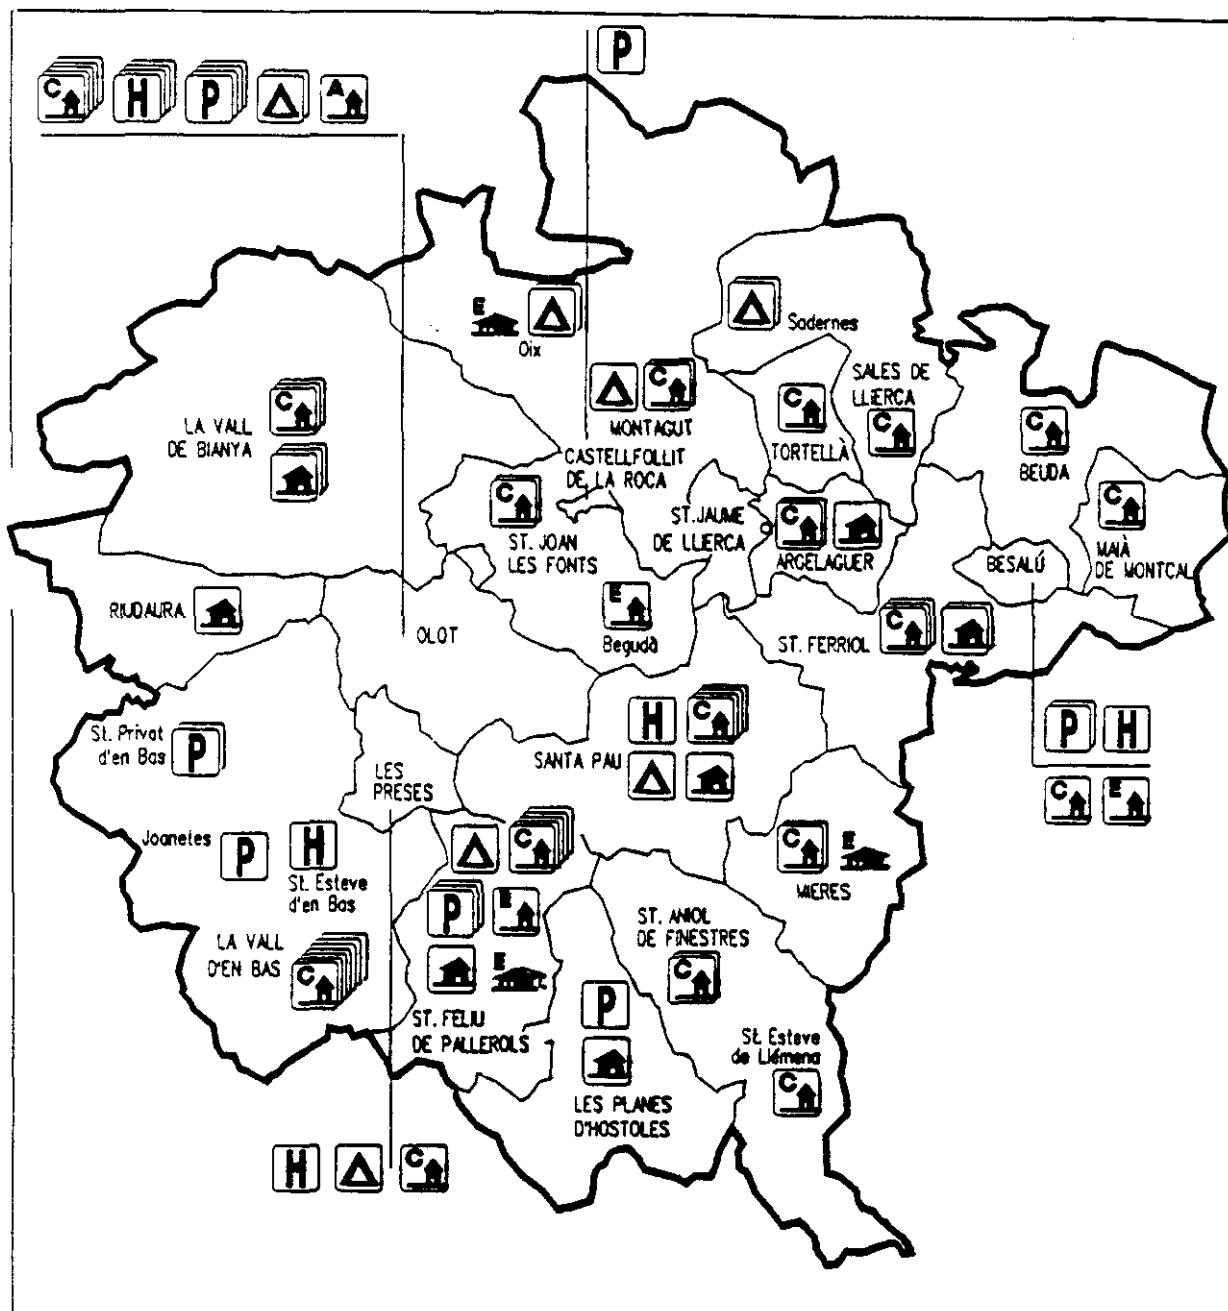 P
C H P A
E
Oix
Sadernes
C
MONTAGUT
C
TORTELLÀ
SALES DE
LLIERCA
C
C
BEUDA
C
LA VALL
DE BIANYA
CASTELLFOLLIT
DE LA ROCA
C
ST. JOAN
LES FONTS
ST. JAUME
DE LLIERCA
C
ARGELAGUER
BESALÚ
C
MAIÀ
DE MONTCAL
RIUDAURA
OLOT
E
Begudà
ST. FERRIOL
C
St. Privat
d'en Bas
P
H C
SANTA PAU
P H
C E
LES
PRESES
Joanetes
P
H
St. Esteve
d'en Bas
C
P E
E
C E
MIERES
LA VALL
D'EN BAS
C
ST. ANIOL
DE FINESTRES
C
ST. FELIU
DE PALLEROLS
P
LES PLANES
D'HOSTOLES
St. Esteve
de Llémena
C
H C